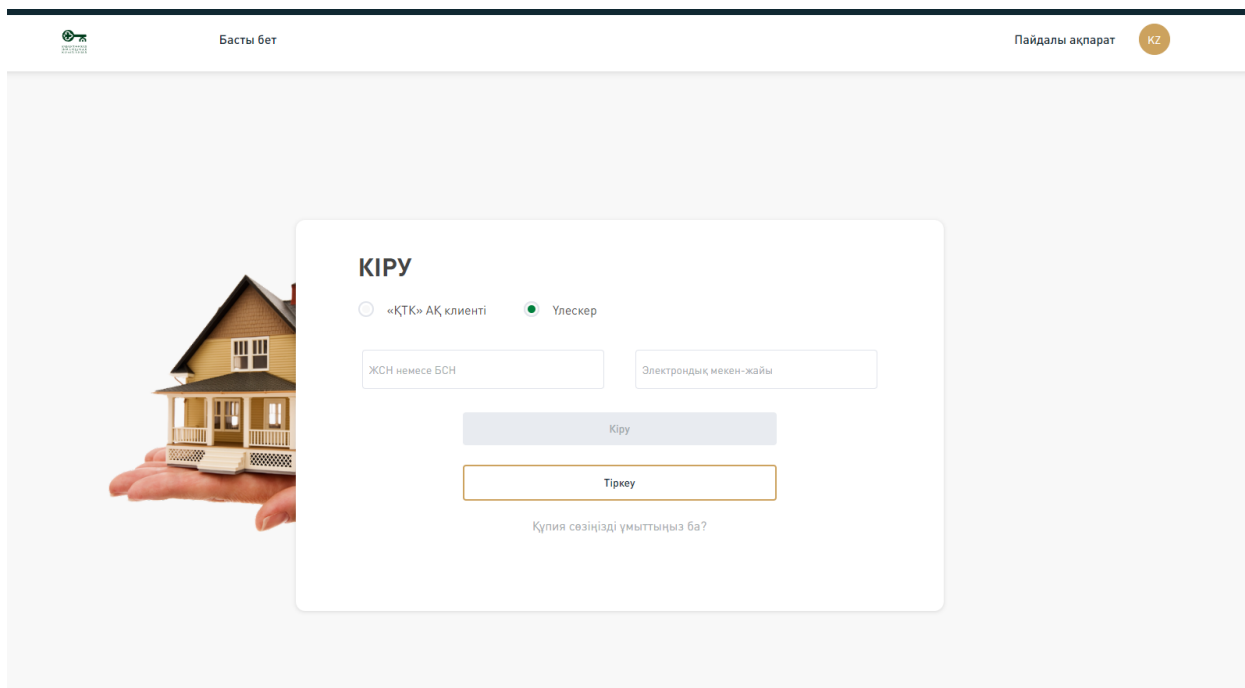 Басты бет
Пайдалы ақпарат
KZ
КІРУ
«ҚТК» АҚ клиенті
Үлескер
ЖСН немесе БСН
Электрондық мекен-жайы
Кіру
Тіркеу
Құпия сөзіңізді ұмыттыңыз ба?